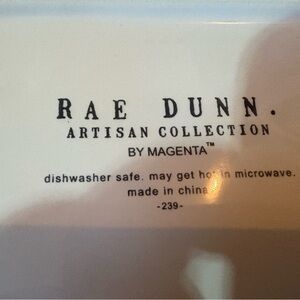 RAE DUNN.
ARTISAN COLLECTION
BY MAGENTA™
dishwasher safe. may get hot in microwave.
made in china
-239-